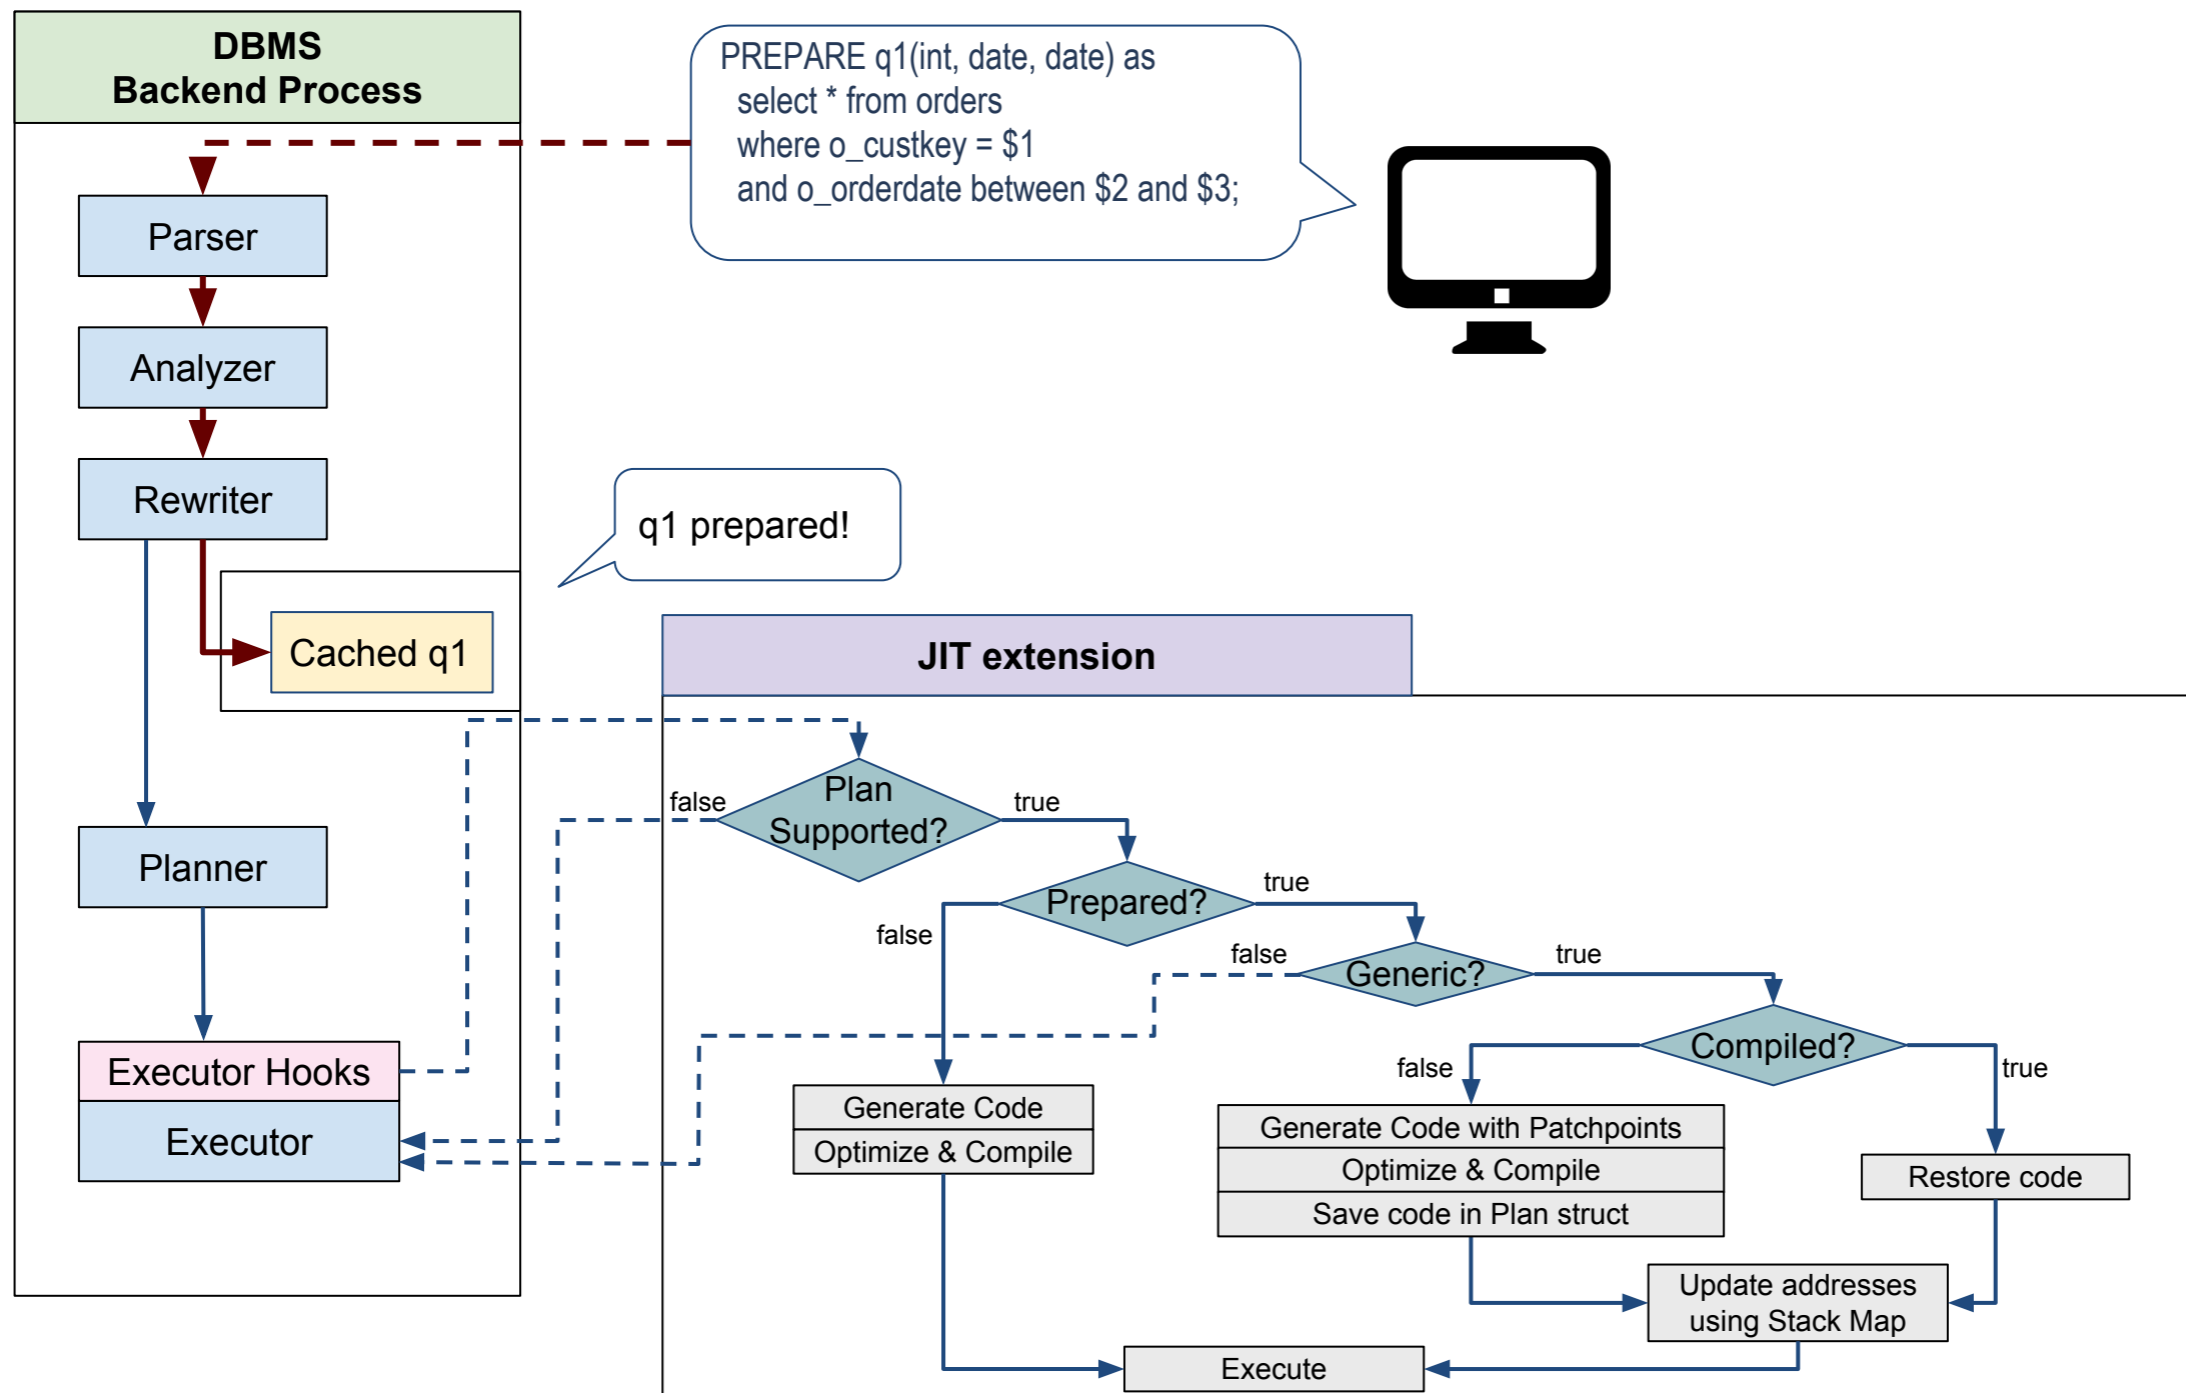 DBMS
Backend Process
PREPARE q1(int, date, date) as
select * from orders
where o_custkey = $1
and o_orderdate between $2 and $3;
Parser
Analyzer
Rewriter
q1 prepared!
Cached q1
JIT extension
Plan
Supported?
false
true
Planner
Prepared?
true
false
Generic?
false
true
Compiled?
false
true
Executor Hooks
Executor
Generate Code
Optimize & Compile
Generate Code with Patchpoints
Optimize & Compile
Save code in Plan struct
Restore code
Update addresses
using Stack Map
Execute